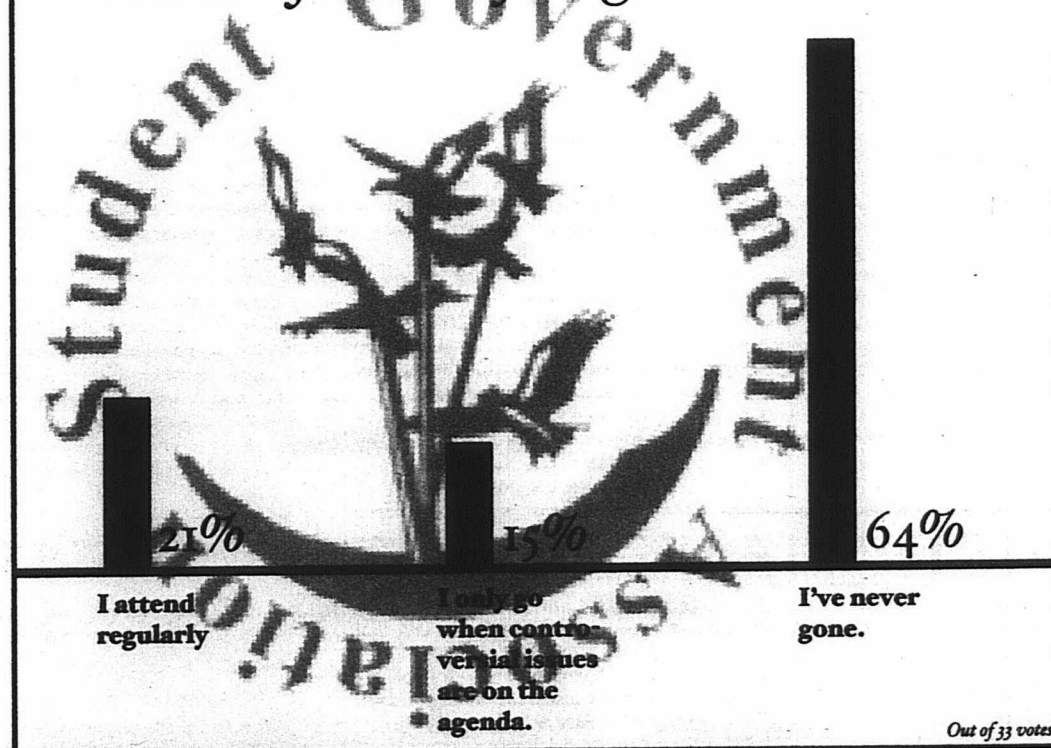 Student Government
Association
21%
15%
64%
I attend
regularly
I only go
when contro-
versial issues
are on the
agenda.
I've never
gone.
Out of 33 votes